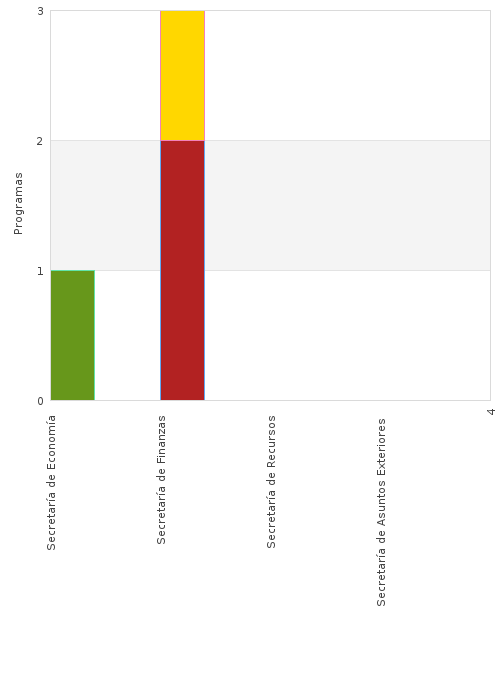 3
2
1
0
Programas
Secretaría de Economía
Secretaría de Finanzas
Secretaría de Recursos
Secretaría de Asuntos Exteriores
4